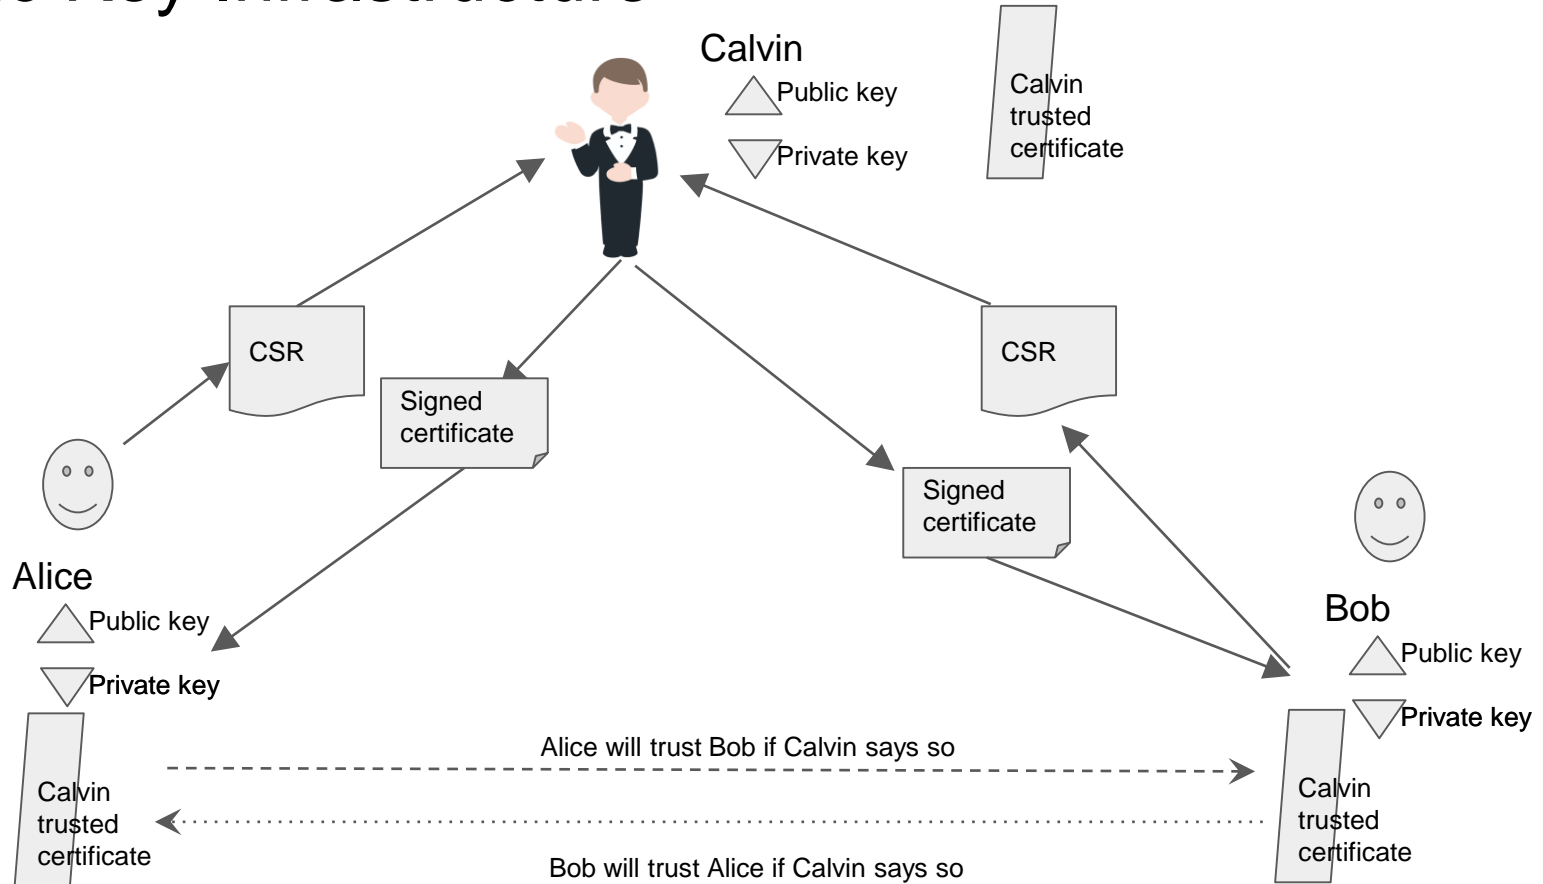 Key Infrastructure
Calvin
Public key
Private key
Calvin
trusted
certificate
CSR
CSR
Signed
certificate
Signed
certificate
Alice
Public key
Private key
Bob
Public key
Private key
Alice will trust Bob if Calvin says so
Calvin
trusted
certificate
Calvin
trusted
certificate
Bob will trust Alice if Calvin says so